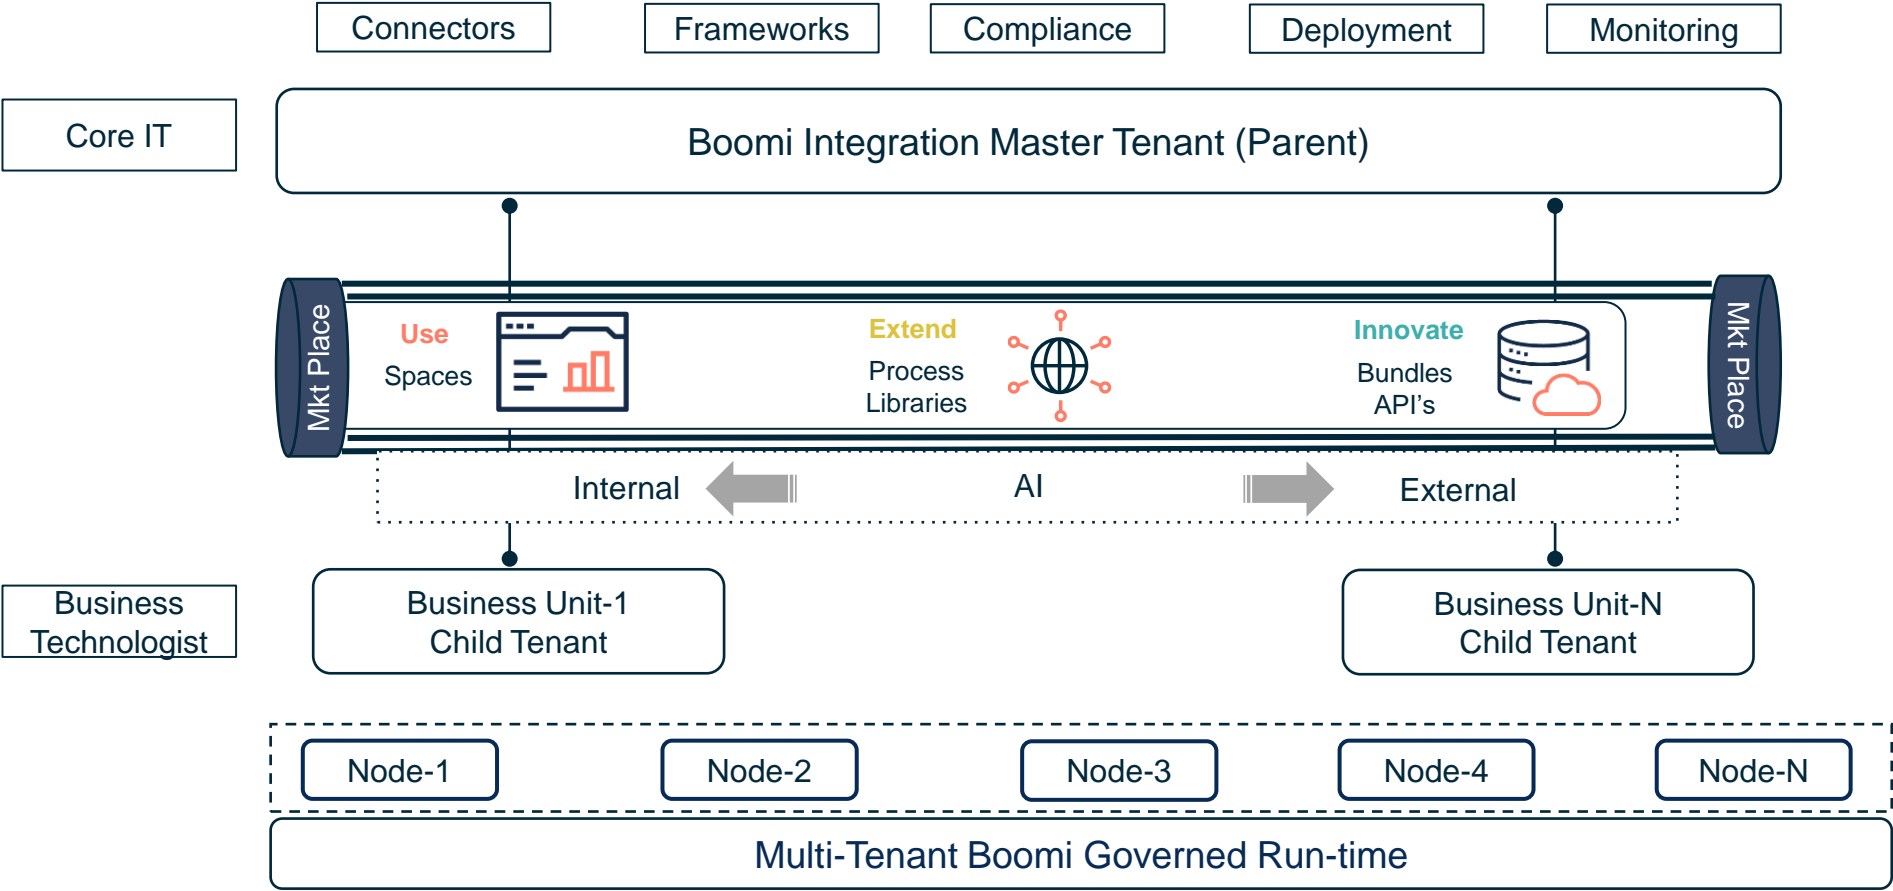 Connectors
Frameworks
Compliance
Deployment
Monitoring
Core IT
Boomi Integration Master Tenant (Parent)
Mkt Place
Use
Spaces
Extend
Process
Libraries
Innovate
Bundles
API’s
Mkt Place
Internal
AI
External
Business
Technologist
Business Unit-1
Child Tenant
Business Unit-N
Child Tenant
Node-1
Node-2
Node-3
Node-4
Node-N
Multi-Tenant Boomi Governed Run-time